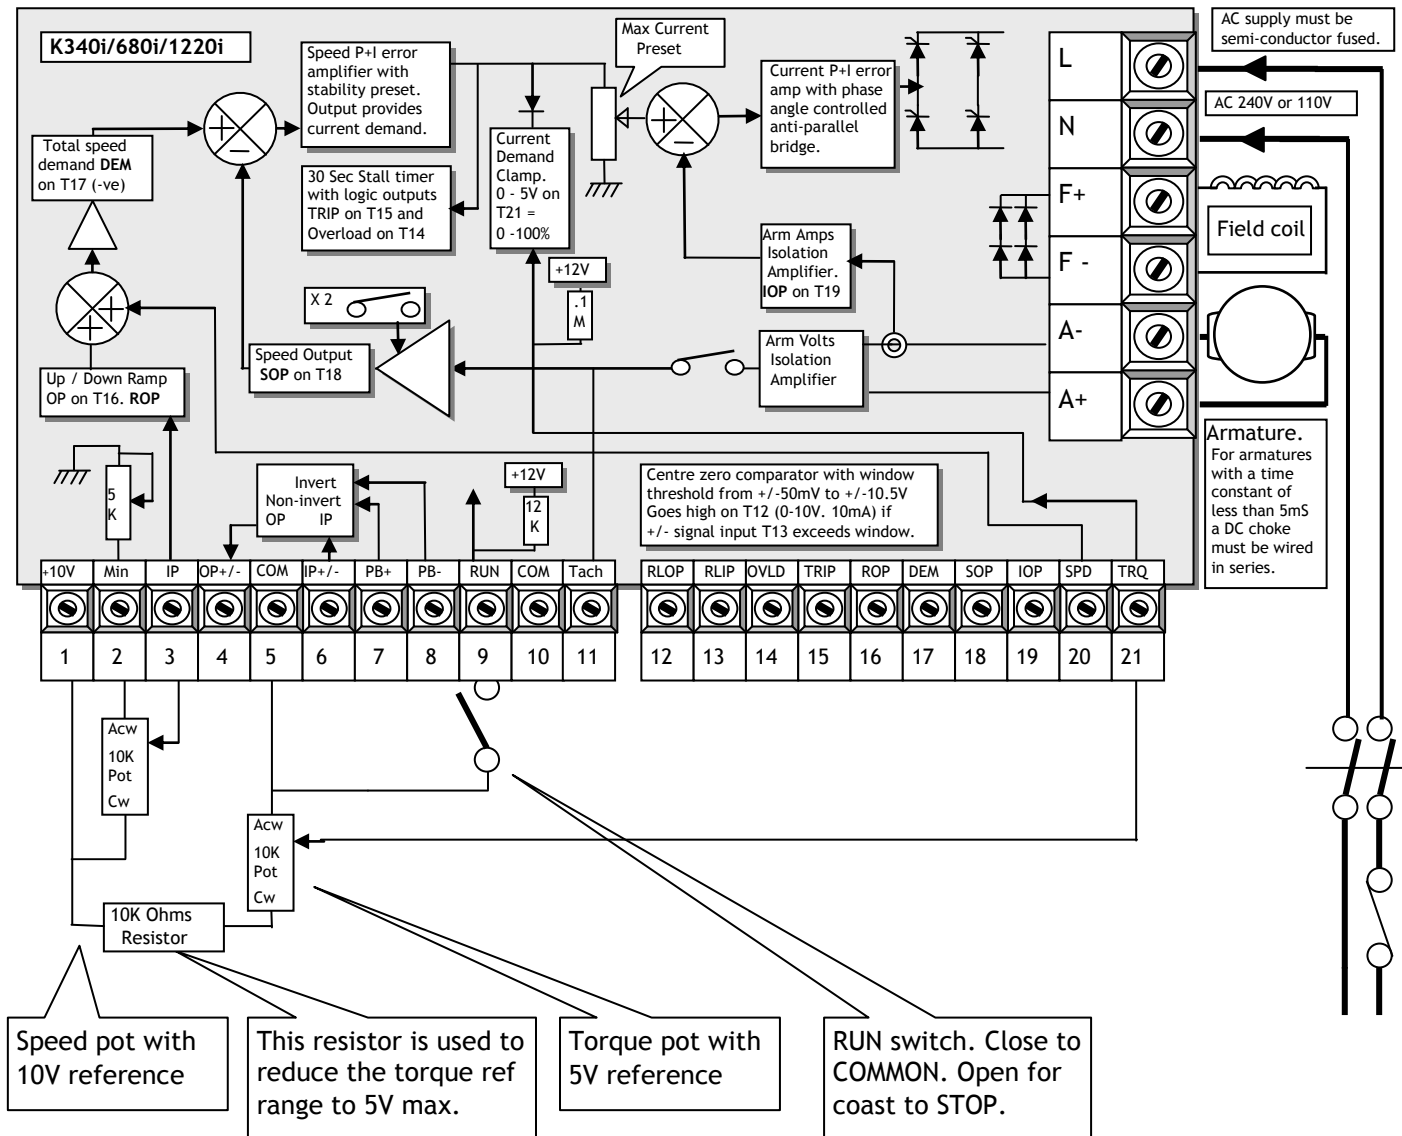 K340i/680i/1220i
Speed P+I error
amplifier with
stability preset.
Output provides
current demand.
Max Current
Preset
Current P+I error
amp with phase
angle controlled
anti-parallel
bridge.
AC supply must be
semi-conductor fused.
AC 240V or 110V
L
N
F+
F -
A-
A+
Field coil
Total speed
demand DEM
on T17 (-ve)
30 Sec Stall timer
with logic outputs
TRIP on T15 and
Overload on T14
Current
Demand
Clamp.
0 - 5V on
T21 =
0 -100%
Arm Amps
Isolation
Amplifier.
IOP on T19
+12V
.1
M
X 2
Speed Output
SOP on T18
Arm Volts
Isolation
Amplifier
Up / Down Ramp
OP on T16. ROP
5
K
Invert
Non-invert
OP IP
+12V
12
K
Centre zero comparator with window
threshold from +/-50mV to +/-10.5V
Goes high on T12 (0-10V. 10mA) if
+/- signal input T13 exceeds window.
Armature.
For armatures
with a time
constant of
less than 5mS
a DC choke
must be wired
in series.
+10V Min IP OP+/- COM IP+/- PB+ PB- RUN COM Tach RLOP RLIP OVLD TRIP ROP DEM SOP IOP SPD TRQ
1 2 3 4 5 6 7 8 9 10 11 12 13 14 15 16 17 18 19 20 21
Acw
10K
Pot
Cw
Acw
10K
Pot
Cw
10K Ohms
Resistor
Speed pot with
10V reference
This resistor is used to
reduce the torque ref
range to 5V max.
Torque pot with
5V reference
RUN switch. Close to
COMMON. Open for
coast to STOP.